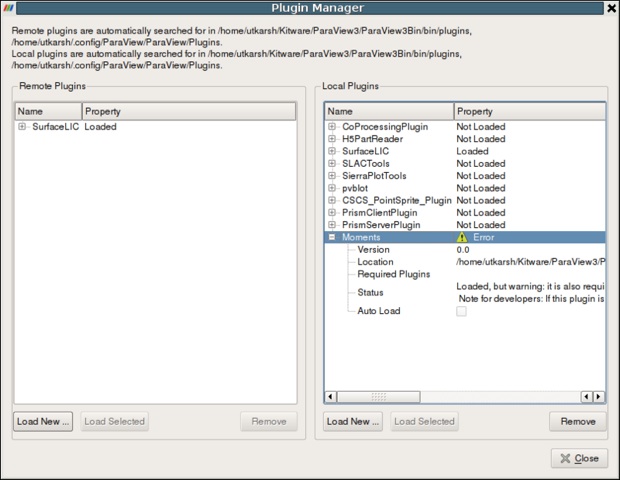 Plugin Manager
Remote plugins are automatically searched for in /home/utkarsh/Kitware/ParaView3/ParaView3Bin/bin/plugins,
/home/utkarsh/.config/ParaView/ParaView/Plugins.
Local plugins are automatically searched for in /home/utkarsh/Kitware/ParaView3/ParaView3Bin/bin/plugins,
/home/utkarsh/.config/ParaView/ParaView/Plugins.
Remote Plugins
Name Property
SurfaceLIC Loaded
Load New ... Load Selected Remove
Local Plugins
Name Property
CoProcessingPlugin Not Loaded
H5PartReader Not Loaded
SurfaceLIC Loaded
SLACTools Not Loaded
SierraPlotTools Not Loaded
pvblot Not Loaded
CSCS_PointSprite_Plugin Not Loaded
PrismClientPlugin Not Loaded
PrismServerPlugin Not Loaded
Moments Error
Version 0.0
Location /home/utkarsh/Kitware/ParaView3/P
Required Plugins
Status Loaded, but warning: it is also requi
Note for developers: If this plugin is
Auto Load
Load New ... Load Selected Remove
Close